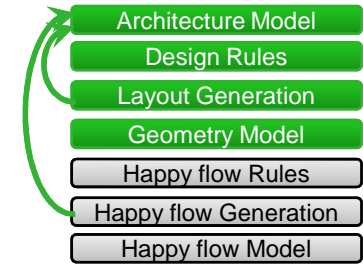 Architecture Model
Design Rules
Layout Generation
Geometry Model
Happy flow Rules
Happy flow Generation
Happy flow Model